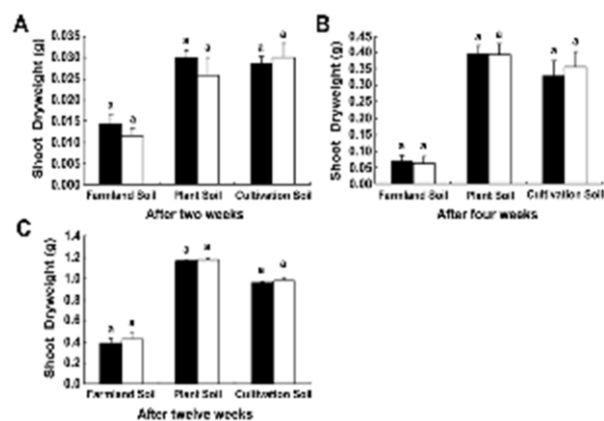 A
Shoot Dryweight (g)
0.035
0.030
0.025
0.020
0.015
0.010
0.005
0.000
a a a a a a
Farmland Soil Plant Soil Cultivation Soil
After two weeks
B
Shoot Dryweight (g)
0.45
0.40
0.35
0.30
0.25
0.20
0.15
0.10
0.05
0.00
a a a a a a
Farmland Soil Plant Soil Cultivation Soil
After four weeks
C
Shoot Dryweight (g)
1.4
1.2
1.0
0.8
0.6
0.4
0.2
0.0
a a a a a a
Farmland Soil Plant Soil Cultivation Soil
After twelve weeks